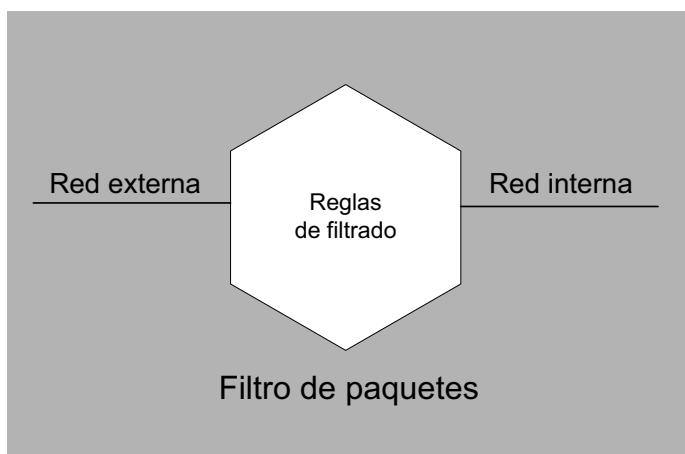 Red externa
Red interna
Reglas
de filtrado
Filtro de paquetes